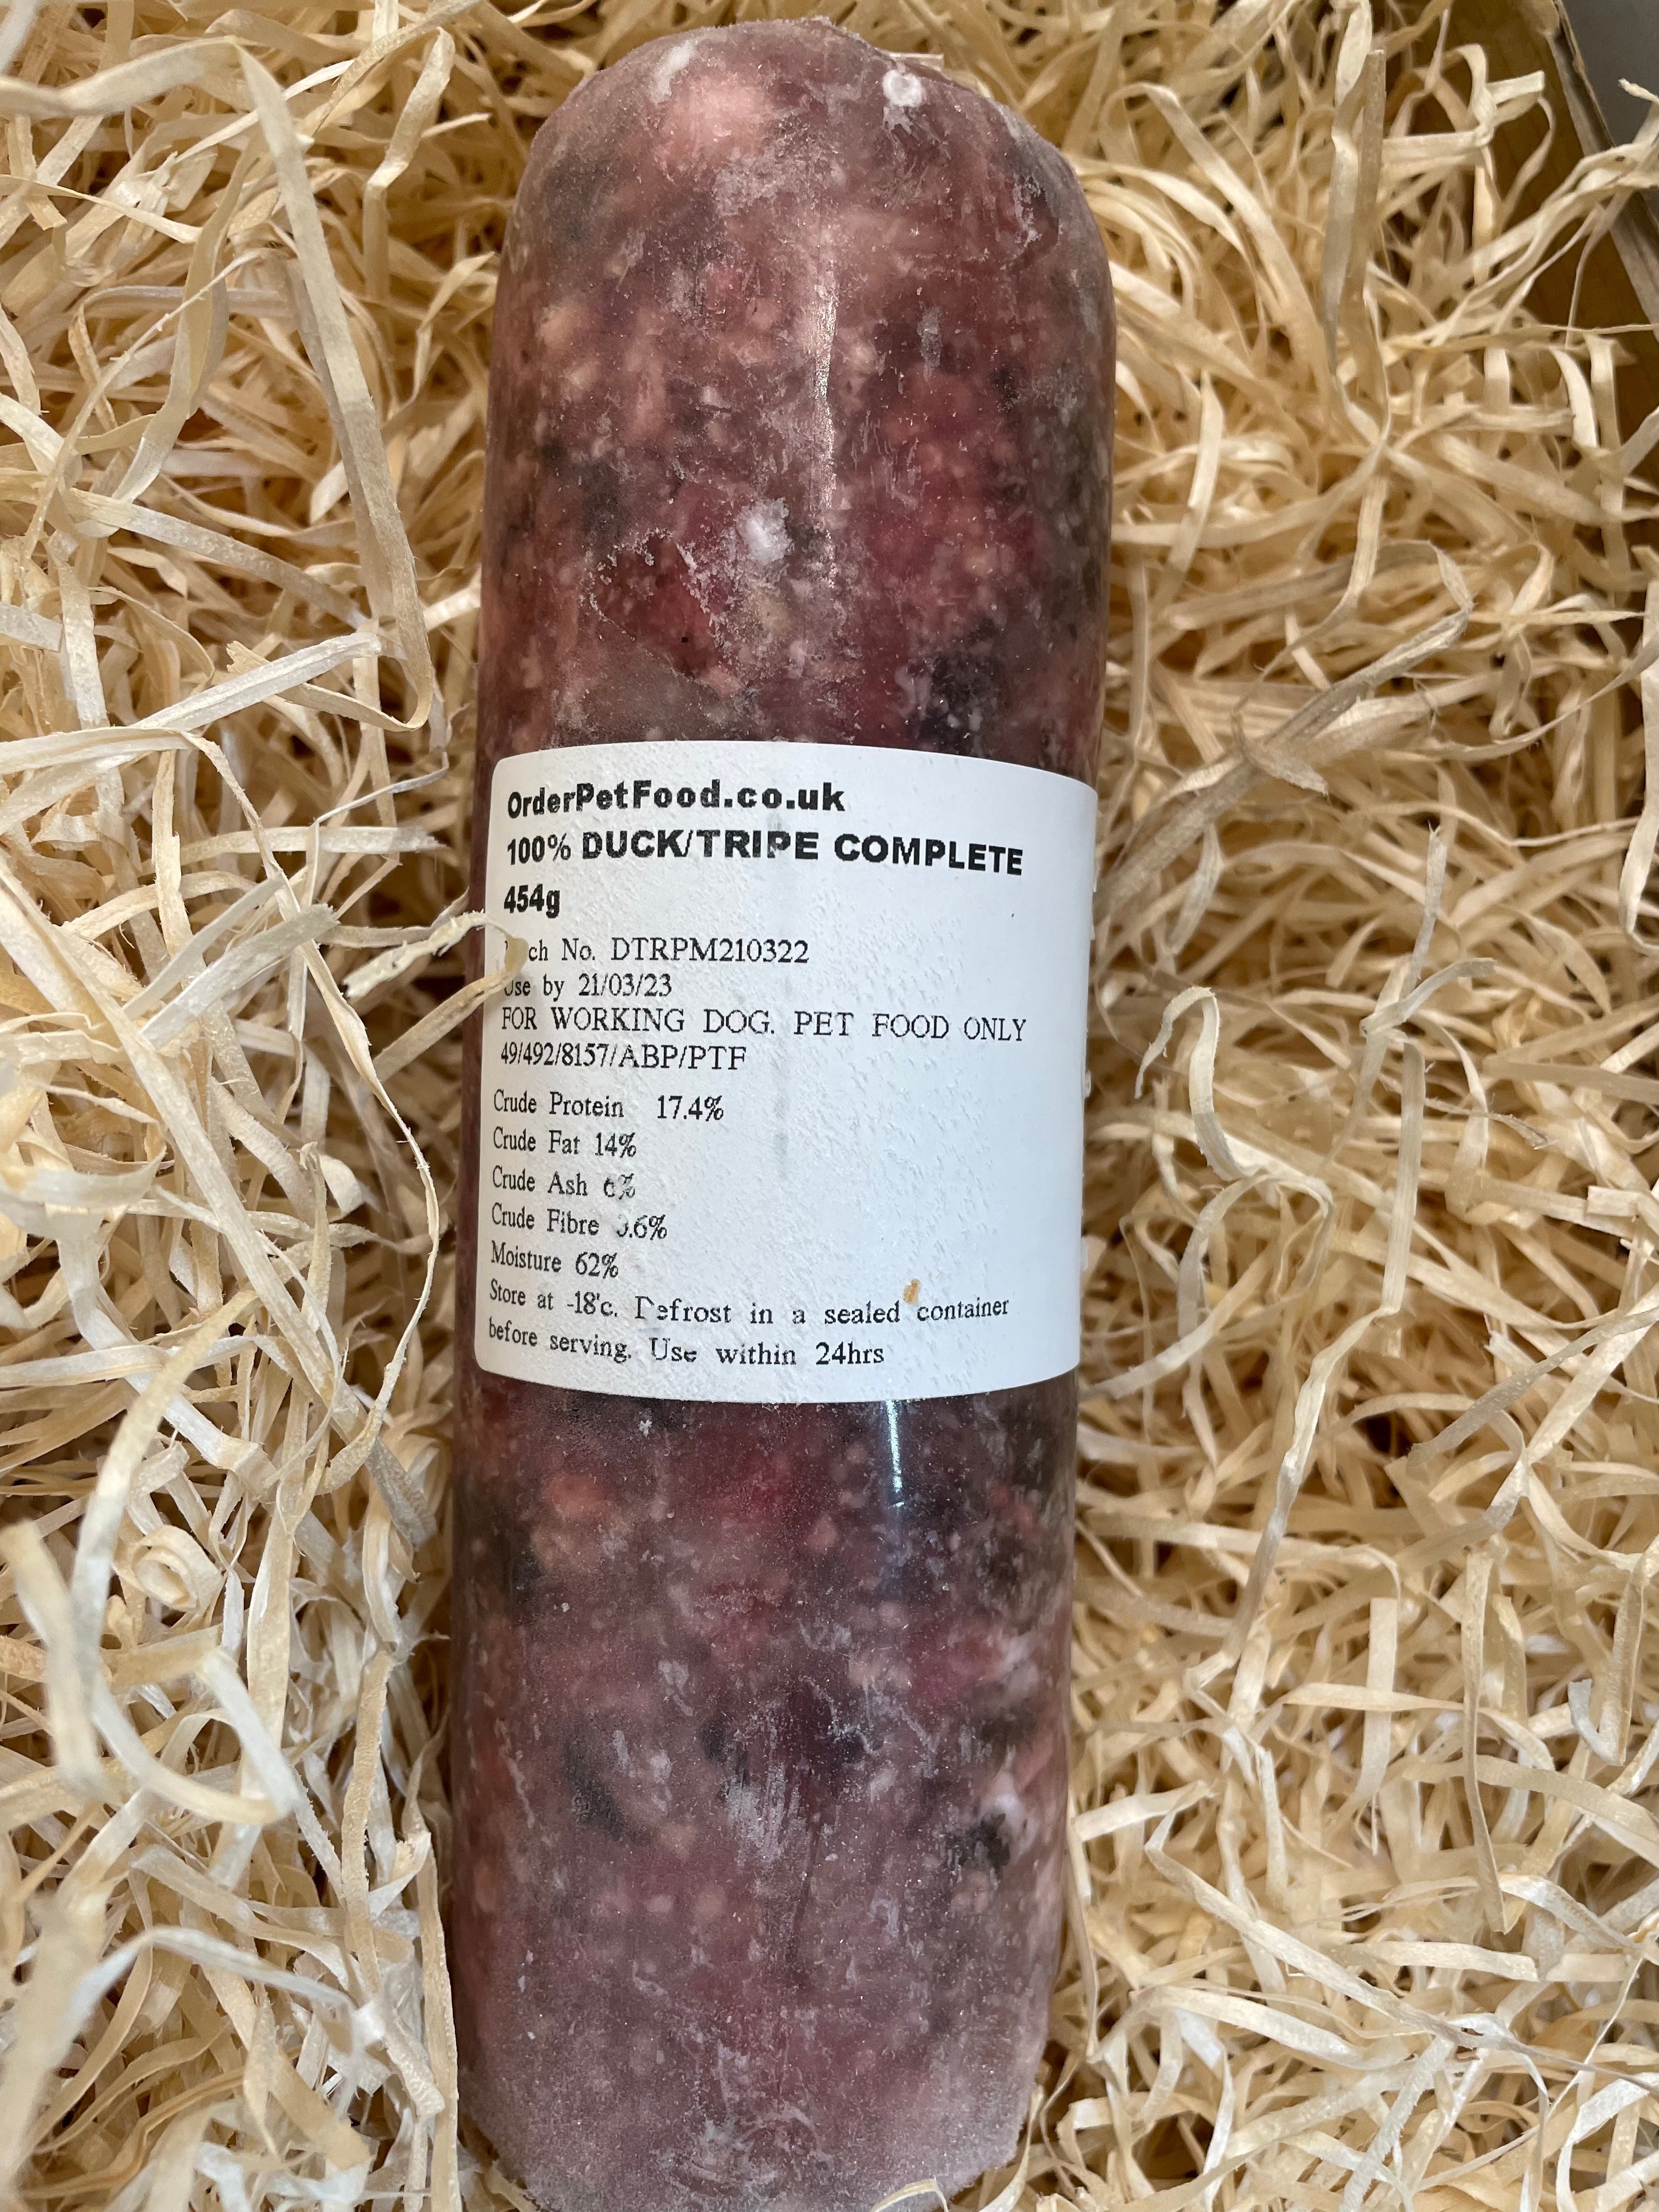 OrderPetFood.co.uk
100% DUCK/TRIPE COMPLETE
454g
No. DTRPM210322
Use by 21/03/23
FOR WORKING DOG. PET FOOD ONLY
49/492/8157/ABP/PTF
Crude Protein 17.4%
Crude Fat 14%
Crude Ash 6%
Crude Fibre
Moisture 62%
Store at -18'c. Defrost in a sealed container
before serving. Use within 24hrs